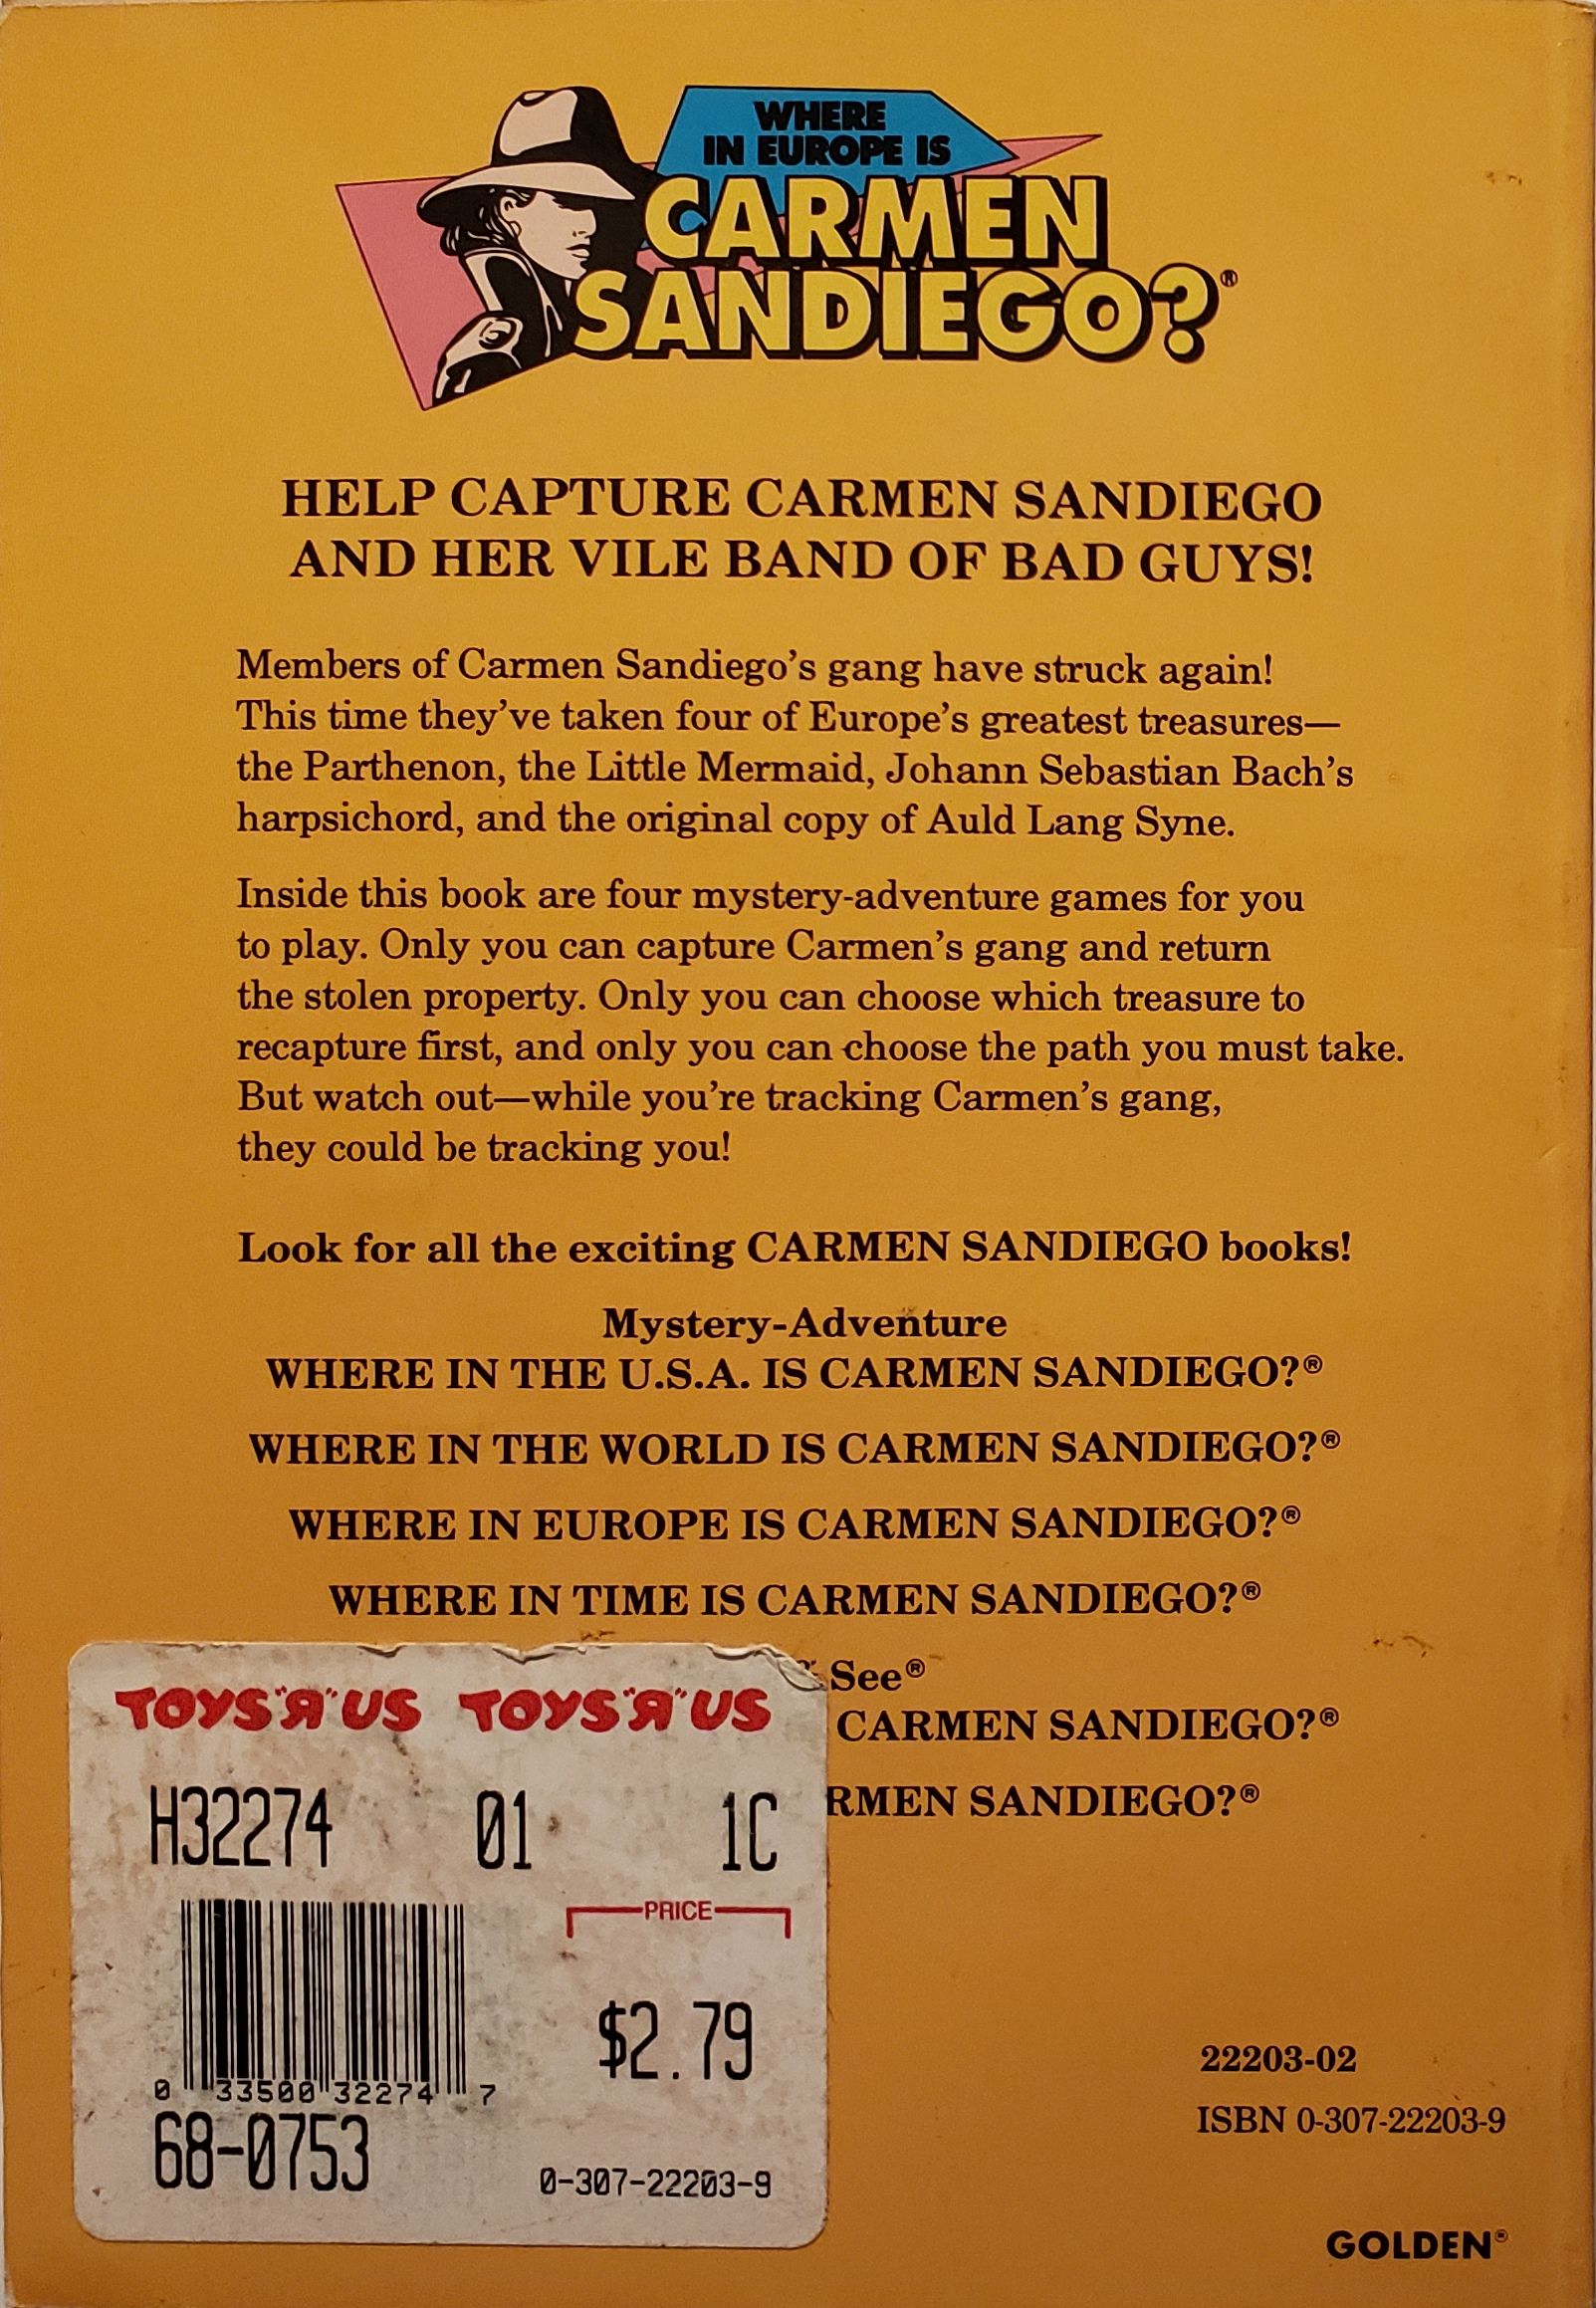 WHERE
IN EUROPE IS
CARMEN
SANDIEGO?®
HELP CAPTURE CARMEN SANDIEGO
AND HER VILE BAND OF BAD GUYS!
Members of Carmen Sandiego's gang have struck again!
This time they've taken four of Europe's greatest treasures—
the Parthenon, the Little Mermaid, Johann Sebastian Bach's
harpsichord, and the original copy of Auld Lang Syne.
Inside this book are four mystery-adventure games for you
to play. Only you can capture Carmen's gang and return
the stolen property. Only you can choose which treasure to
recapture first, and only you can choose the path you must take.
But watch out—while you're tracking Carmen's gang,
they could be tracking you!
Look for all the exciting CARMEN SANDIEGO books!
Mystery-Adventure
WHERE IN THE U.S.A. IS CARMEN SANDIEGO?®
WHERE IN THE WORLD IS CARMEN SANDIEGO?®
WHERE IN EUROPE IS CARMEN SANDIEGO?®
WHERE IN TIME IS CARMEN SANDIEGO?®
See®
CARMEN SANDIEGO?®
RMEN SANDIEGO?®
TOYS"R"US TOYS"R"US
H32274 01 1C
PRICE
$2.79
0 33500 32274 7
68-0753
0-307-22203-9
22203-02
ISBN 0-307-22203-9
GOLDEN®